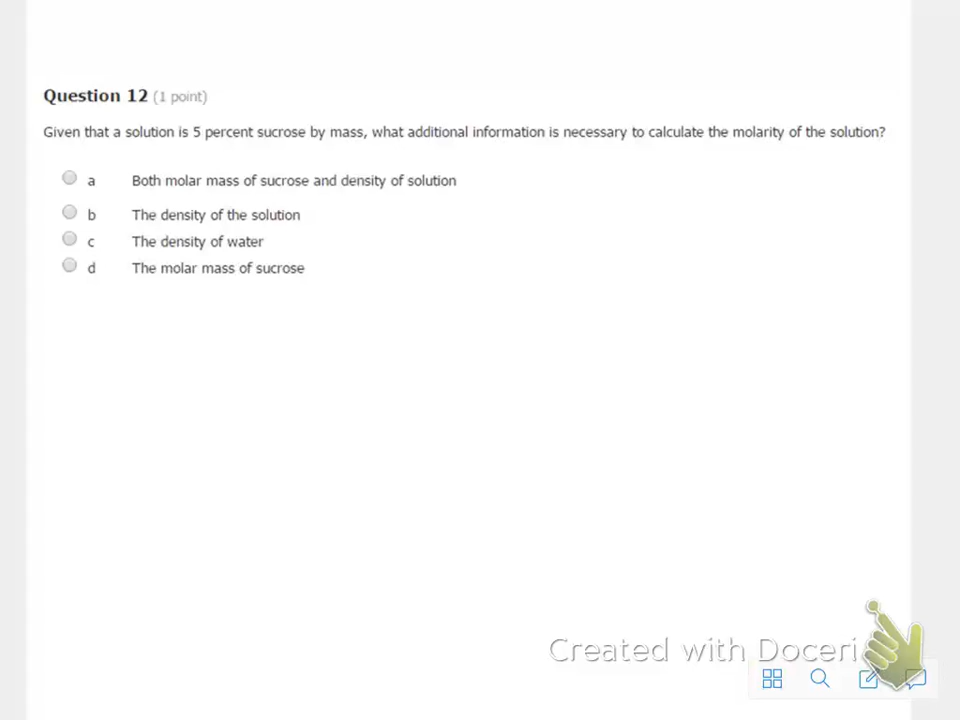 Question 12 (1 point)
Given that a solution is 5 percent sucrose by mass, what additional information is necessary to calculate the molarity of the solution?
a Both molar mass of sucrose and density of solution
b The density of the solution
c The density of water
d The molar mass of sucrose
Created with Doceri